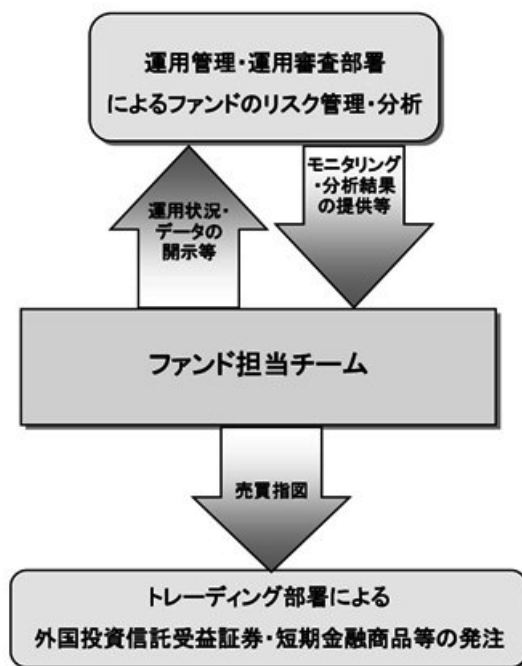 運用管理・運用審査部署
によるファンドのリスク管理・分析
運用状況・
データの
開示等
モニタリング
・分析結果
の提供等
ファンド担当チーム
売買指図
トレーディング部署による
外国投資信託受益証券・短期金融商品等の発注